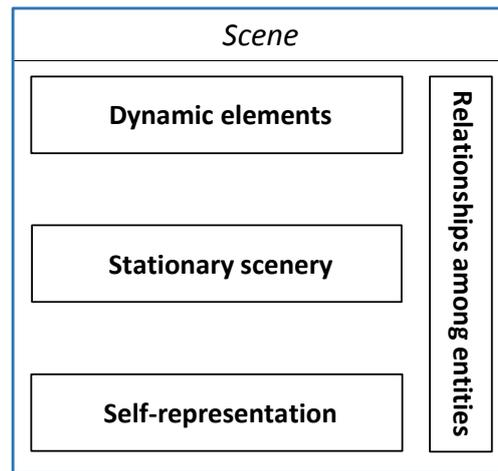 Scene
Dynamic elements
Stationary scenery
Self-representation
Relationships among entities